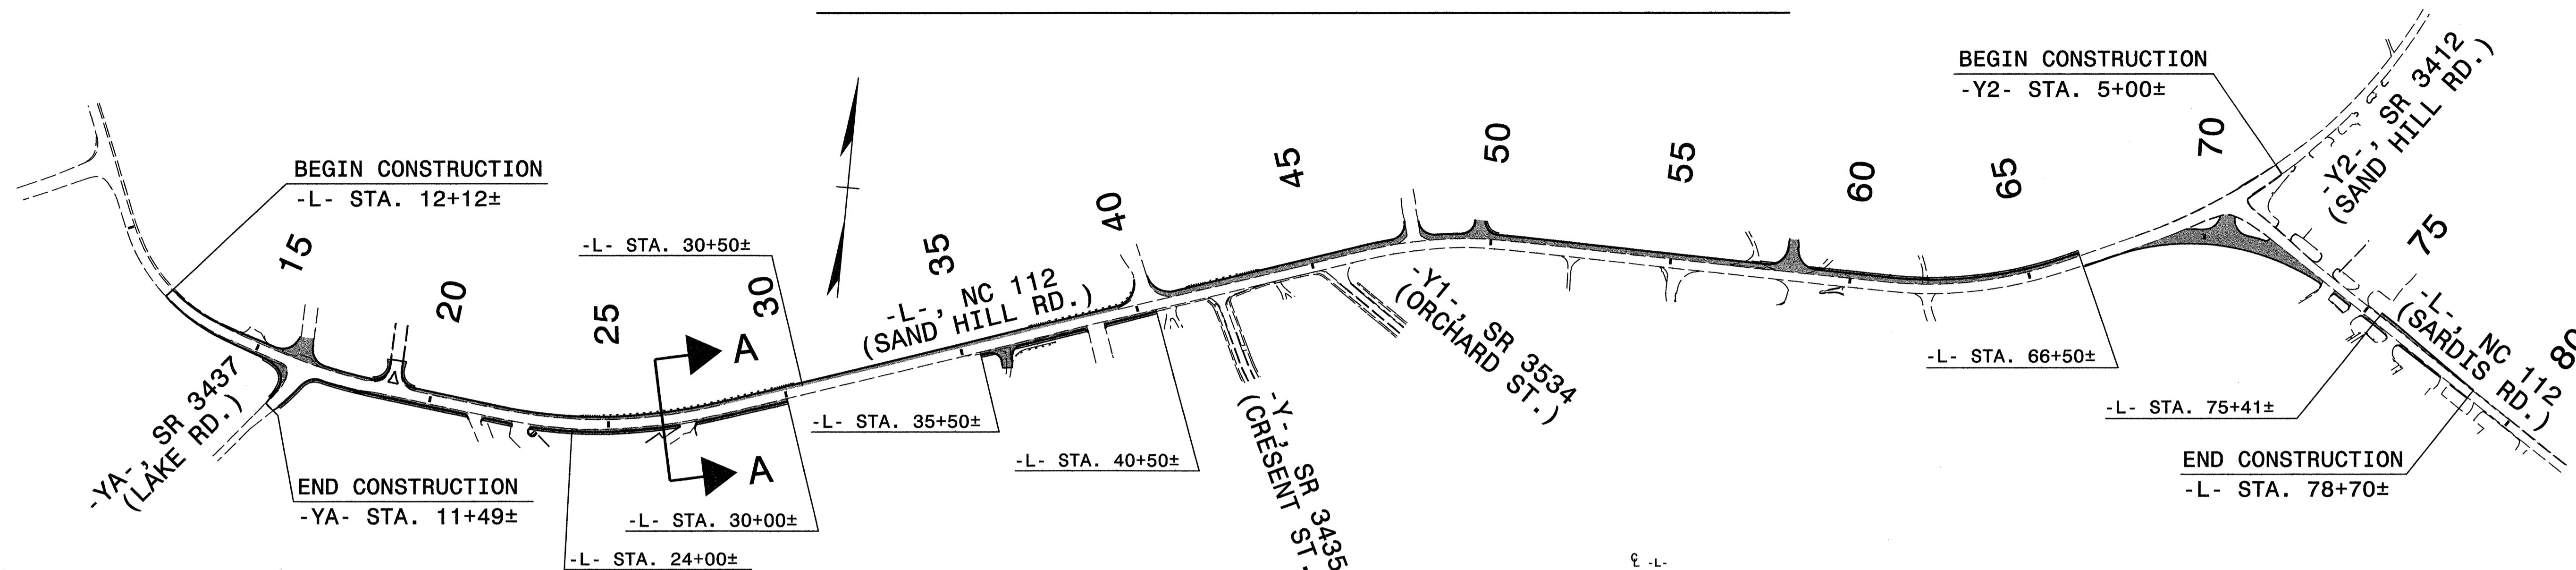 BEGIN CONSTRUCTION
-L- STA. 12+12±
15
20
25
30
35
40
45
50
55
60
65
70
75
80
-YA-, SR 3437
(LAKE RD.)
END CONSTRUCTION
-YA- STA. 11+49±
-L- STA. 30+50±
A
A
-L- STA. 30+00±
-L- STA. 24+00±
-L-, NC 112
(SAND HILL RD.)
-L- STA. 35+50±
-L- STA. 40+50±
-Y-, SR 3435
(CRESENT ST.
-Y1-, SR 3534
(ORCHARD ST.)
BEGIN CONSTRUCTION
-Y2- STA. 5+00±
-Y2-, SR 3412
(SAND HILL RD.)
-L- STA. 66+50±
-L- STA. 75+41±
-L-, NC 112
(SARDIS RD.)
END CONSTRUCTION
-L- STA. 78+70±
℄ -L-